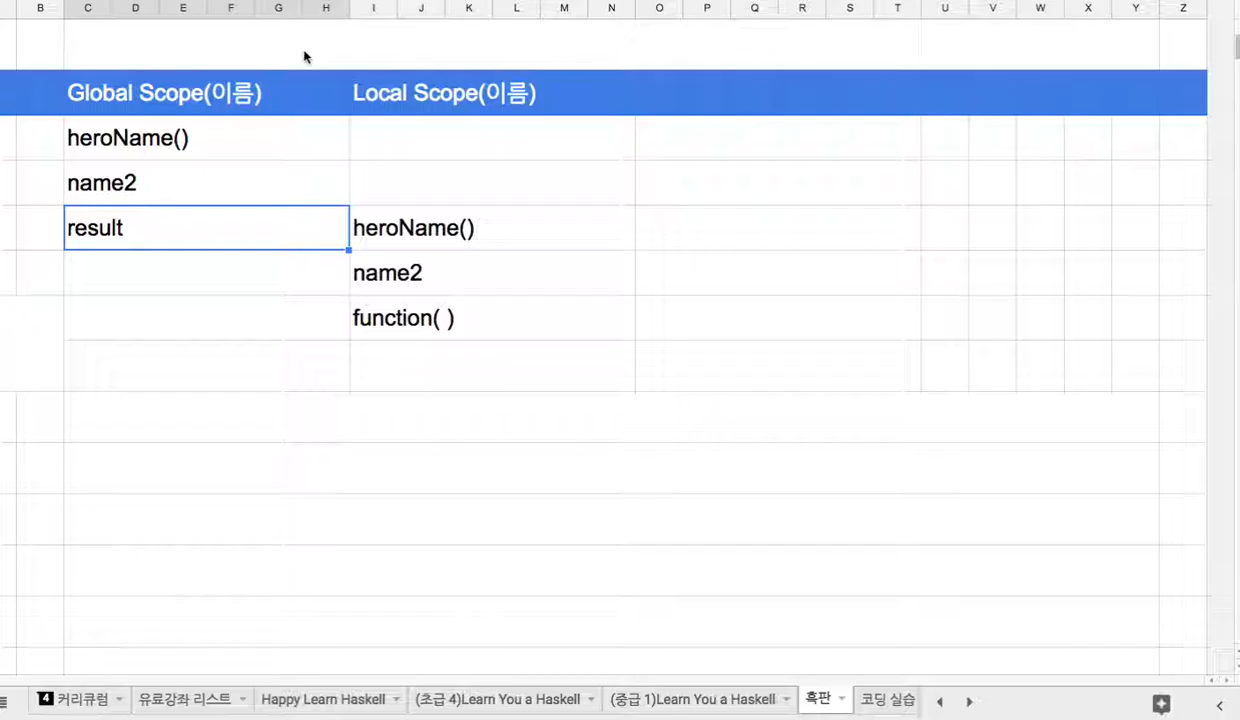 B C D E F G H I J K L M N O P Q R S T U V W X Y Z
Global Scope(이름) Local Scope(이름)
heroName()
name2
result heroName()
name2
function( )
4 커리큘럼 유료강좌 리스트 Happy Learn Haskell (초급 4)Learn You a Haskell (중급 1)Learn You a Haskell 흑판 코딩 실습